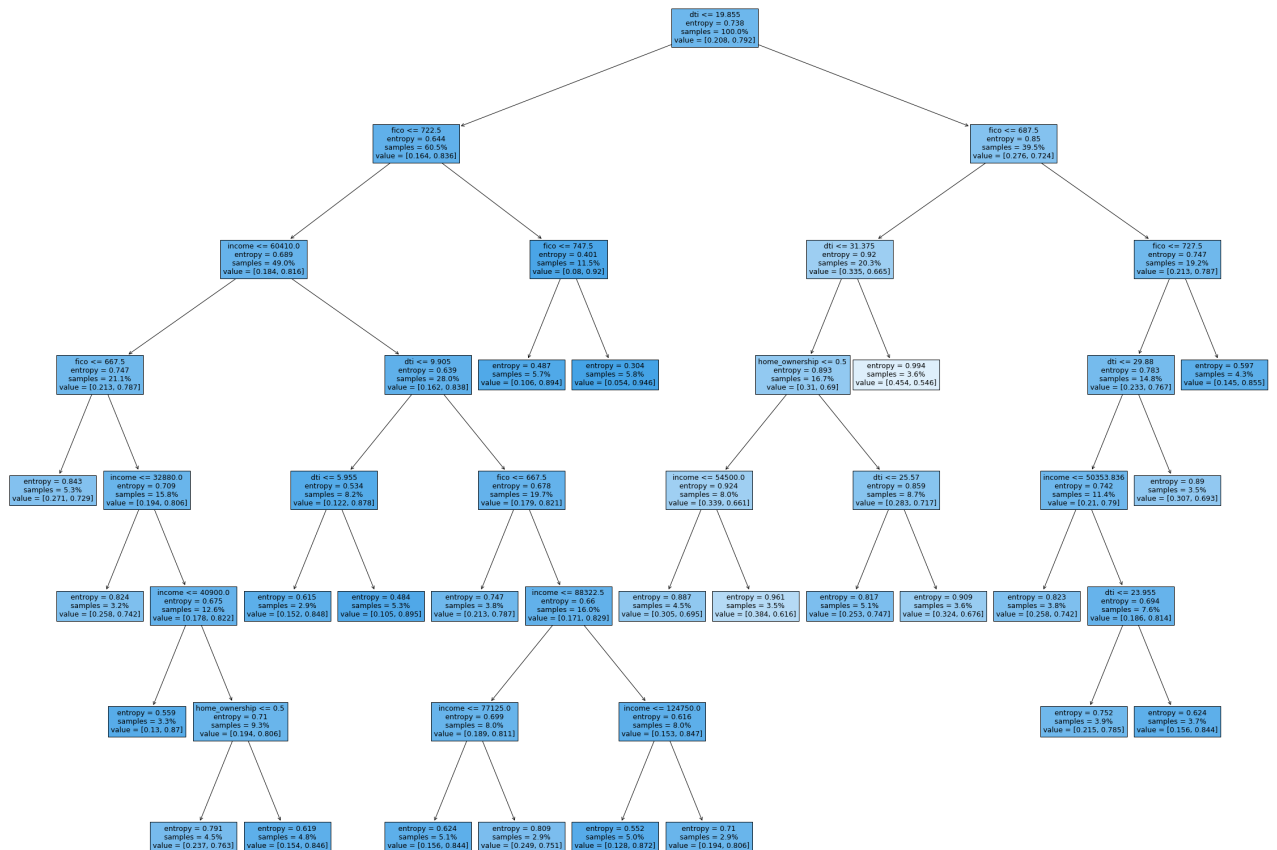 dti <= 19.855
entropy = 0.738
samples = 100.0%
value = [0.208, 0.792]
fico <= 722.5
entropy = 0.644
samples = 60.5%
value = [0.164, 0.836]
fico <= 687.5
entropy = 0.85
samples = 39.5%
value = [0.276, 0.724]
income <= 60410.0
entropy = 0.689
samples = 49.0%
value = [0.184, 0.816]
fico <= 747.5
entropy = 0.401
samples = 11.5%
value = [0.08, 0.92]
dti <= 31.375
entropy = 0.92
samples = 20.3%
value = [0.335, 0.665]
fico <= 727.5
entropy = 0.747
samples = 19.2%
value = [0.213, 0.787]
fico <= 667.5
entropy = 0.747
samples = 21.1%
value = [0.213, 0.787]
dti <= 9.905
entropy = 0.639
samples = 28.0%
value = [0.162, 0.838]
entropy = 0.487
samples = 5.7%
value = [0.106, 0.894]
entropy = 0.304
samples = 5.8%
value = [0.054, 0.946]
home_ownership <= 0.5
entropy = 0.893
samples = 16.7%
value = [0.31, 0.69]
entropy = 0.994
samples = 3.6%
value = [0.454, 0.546]
dti <= 29.88
entropy = 0.783
samples = 14.8%
value = [0.233, 0.767]
entropy = 0.597
samples = 4.3%
value = [0.145, 0.855]
entropy = 0.843
samples = 5.3%
value = [0.271, 0.729]
income <= 32880.0
entropy = 0.709
samples = 15.8%
value = [0.194, 0.806]
dti <= 5.955
entropy = 0.534
samples = 8.2%
value = [0.122, 0.878]
fico <= 667.5
entropy = 0.678
samples = 19.7%
value = [0.179, 0.821]
income <= 54500.0
entropy = 0.924
samples = 8.0%
value = [0.339, 0.661]
dti <= 25.57
entropy = 0.859
samples = 8.7%
value = [0.283, 0.717]
income <= 50353.836
entropy = 0.742
samples = 11.4%
value = [0.21, 0.79]
entropy = 0.89
samples = 3.5%
value = [0.307, 0.693]
entropy = 0.824
samples = 3.2%
value = [0.258, 0.742]
income <= 40900.0
entropy = 0.675
samples = 12.6%
value = [0.178, 0.822]
entropy = 0.615
samples = 2.9%
value = [0.152, 0.848]
entropy = 0.484
samples = 5.3%
value = [0.105, 0.895]
entropy = 0.747
samples = 3.8%
value = [0.213, 0.787]
income <= 88322.5
entropy = 0.66
samples = 16.0%
value = [0.171, 0.829]
entropy = 0.887
samples = 4.5%
value = [0.305, 0.695]
entropy = 0.961
samples = 3.5%
value = [0.384, 0.616]
entropy = 0.817
samples = 5.1%
value = [0.253, 0.747]
entropy = 0.909
samples = 3.6%
value = [0.324, 0.676]
entropy = 0.823
samples = 3.8%
value = [0.258, 0.742]
dti <= 23.955
entropy = 0.694
samples = 7.6%
value = [0.186, 0.814]
entropy = 0.559
samples = 3.3%
value = [0.13, 0.87]
home_ownership <= 0.5
entropy = 0.71
samples = 9.3%
value = [0.194, 0.806]
income <= 77125.0
entropy = 0.699
samples = 8.0%
value = [0.189, 0.811]
income <= 124750.0
entropy = 0.616
samples = 8.0%
value = [0.153, 0.847]
entropy = 0.752
samples = 3.9%
value = [0.215, 0.785]
entropy = 0.624
samples = 3.7%
value = [0.156, 0.844]
entropy = 0.791
samples = 4.5%
value = [0.237, 0.763]
entropy = 0.619
samples = 4.8%
value = [0.154, 0.846]
entropy = 0.624
samples = 5.1%
value = [0.156, 0.844]
entropy = 0.809
samples = 2.9%
value = [0.249, 0.751]
entropy = 0.552
samples = 5.0%
value = [0.128, 0.872]
entropy = 0.71
samples = 2.9%
value = [0.194, 0.806]